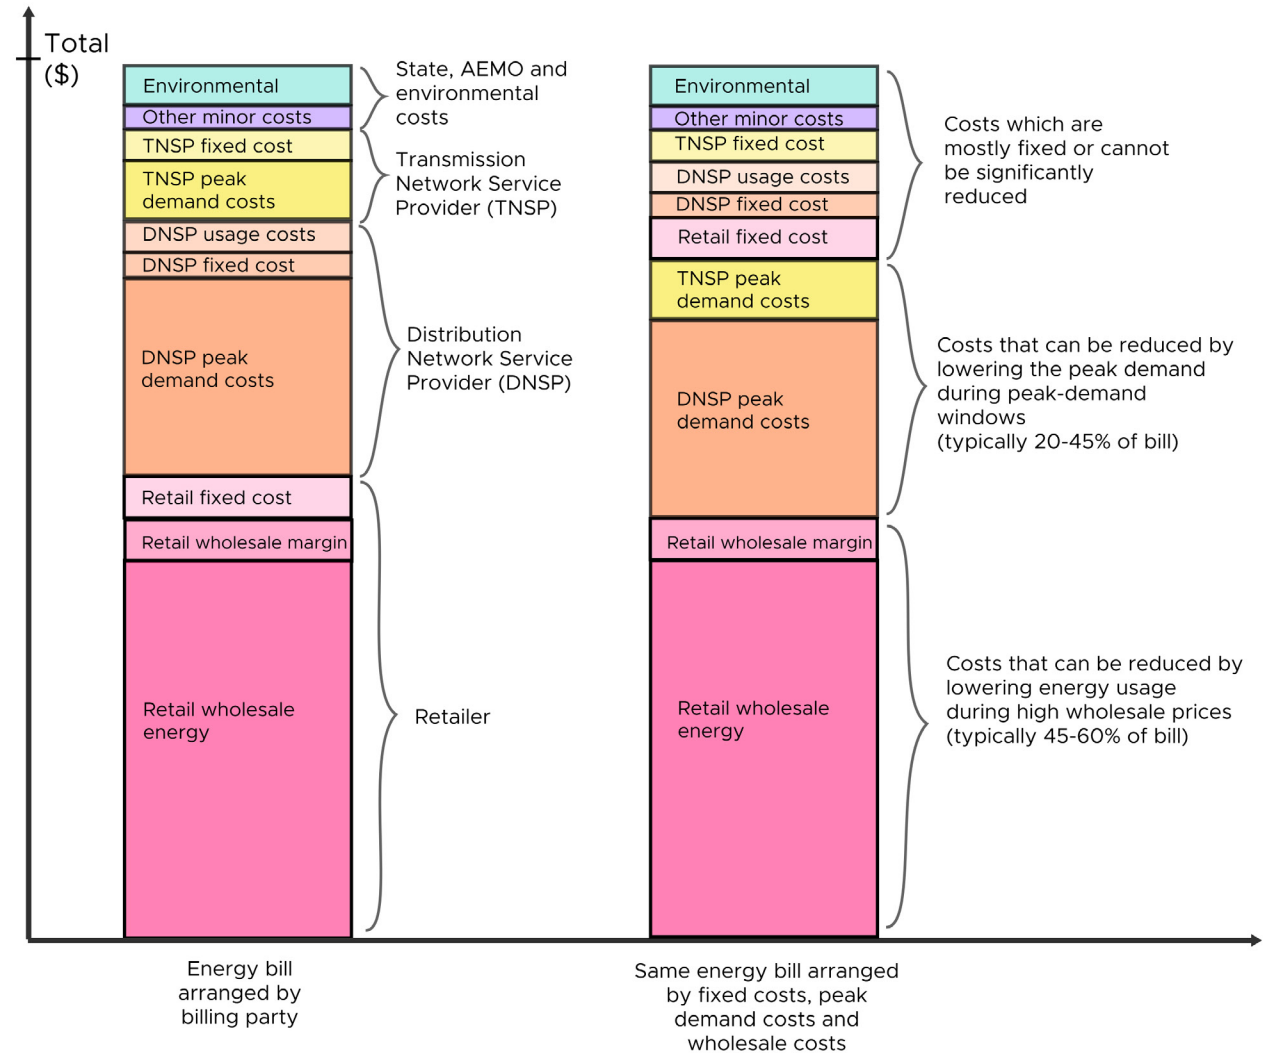 Total
($)
Environmental
Other minor costs
TNSP fixed cost
TNSP peak
demand costs
DNSP usage costs
DNSP fixed cost
DNSP peak
demand costs
Retail fixed cost
Retail wholesale margin
Retail wholesale
energy
State, AEMO and
environmental
costs
Transmission
Network Service
Provider (TNSP)
Distribution
Network Service
Provider (DNSP)
Retailer
Energy bill
arranged by
billing party
Environmental
Other minor costs
TNSP fixed cost
DNSP usage costs
DNSP fixed cost
Retail fixed cost
TNSP peak
demand costs
DNSP peak
demand costs
Retail wholesale margin
Retail wholesale
energy
Costs which are
mostly fixed or cannot
be significantly
reduced
Costs that can be reduced by
lowering the peak demand
during peak-demand
windows
(typically 20-45% of bill)
Costs that can be reduced by
lowering energy usage
during high wholesale prices
(typically 45-60% of bill)
Same energy bill arranged
by fixed costs, peak
demand costs and
wholesale costs